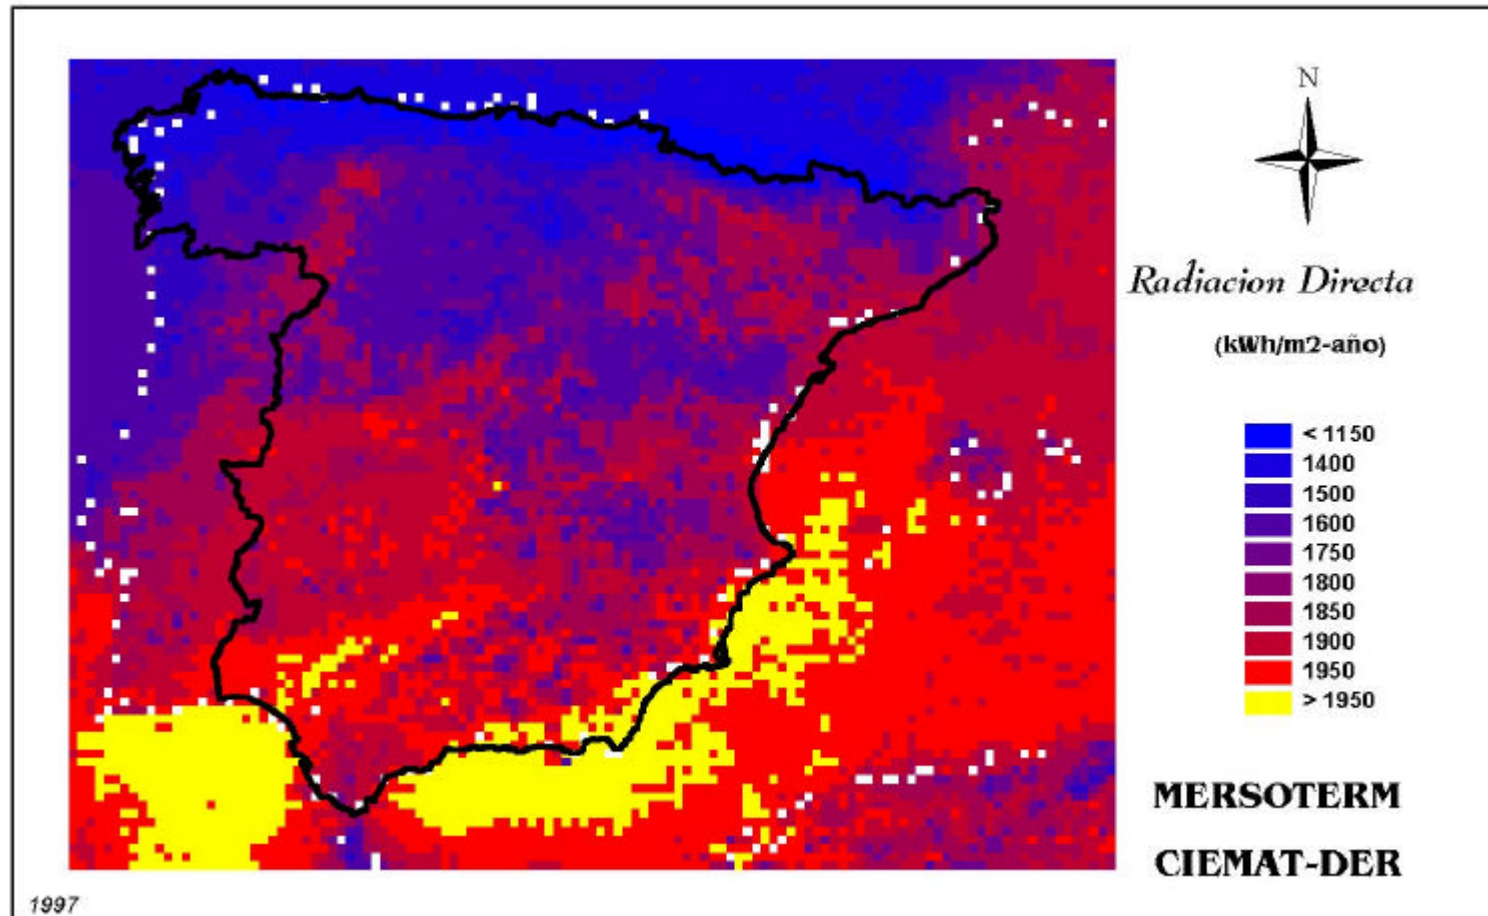 N
Radiacion Directa
(kWh/m2-año)
< 1150
1400
1500
1600
1750
1800
1850
1900
1950
> 1950
MERSOTERM
CIEMAT-DER
1997